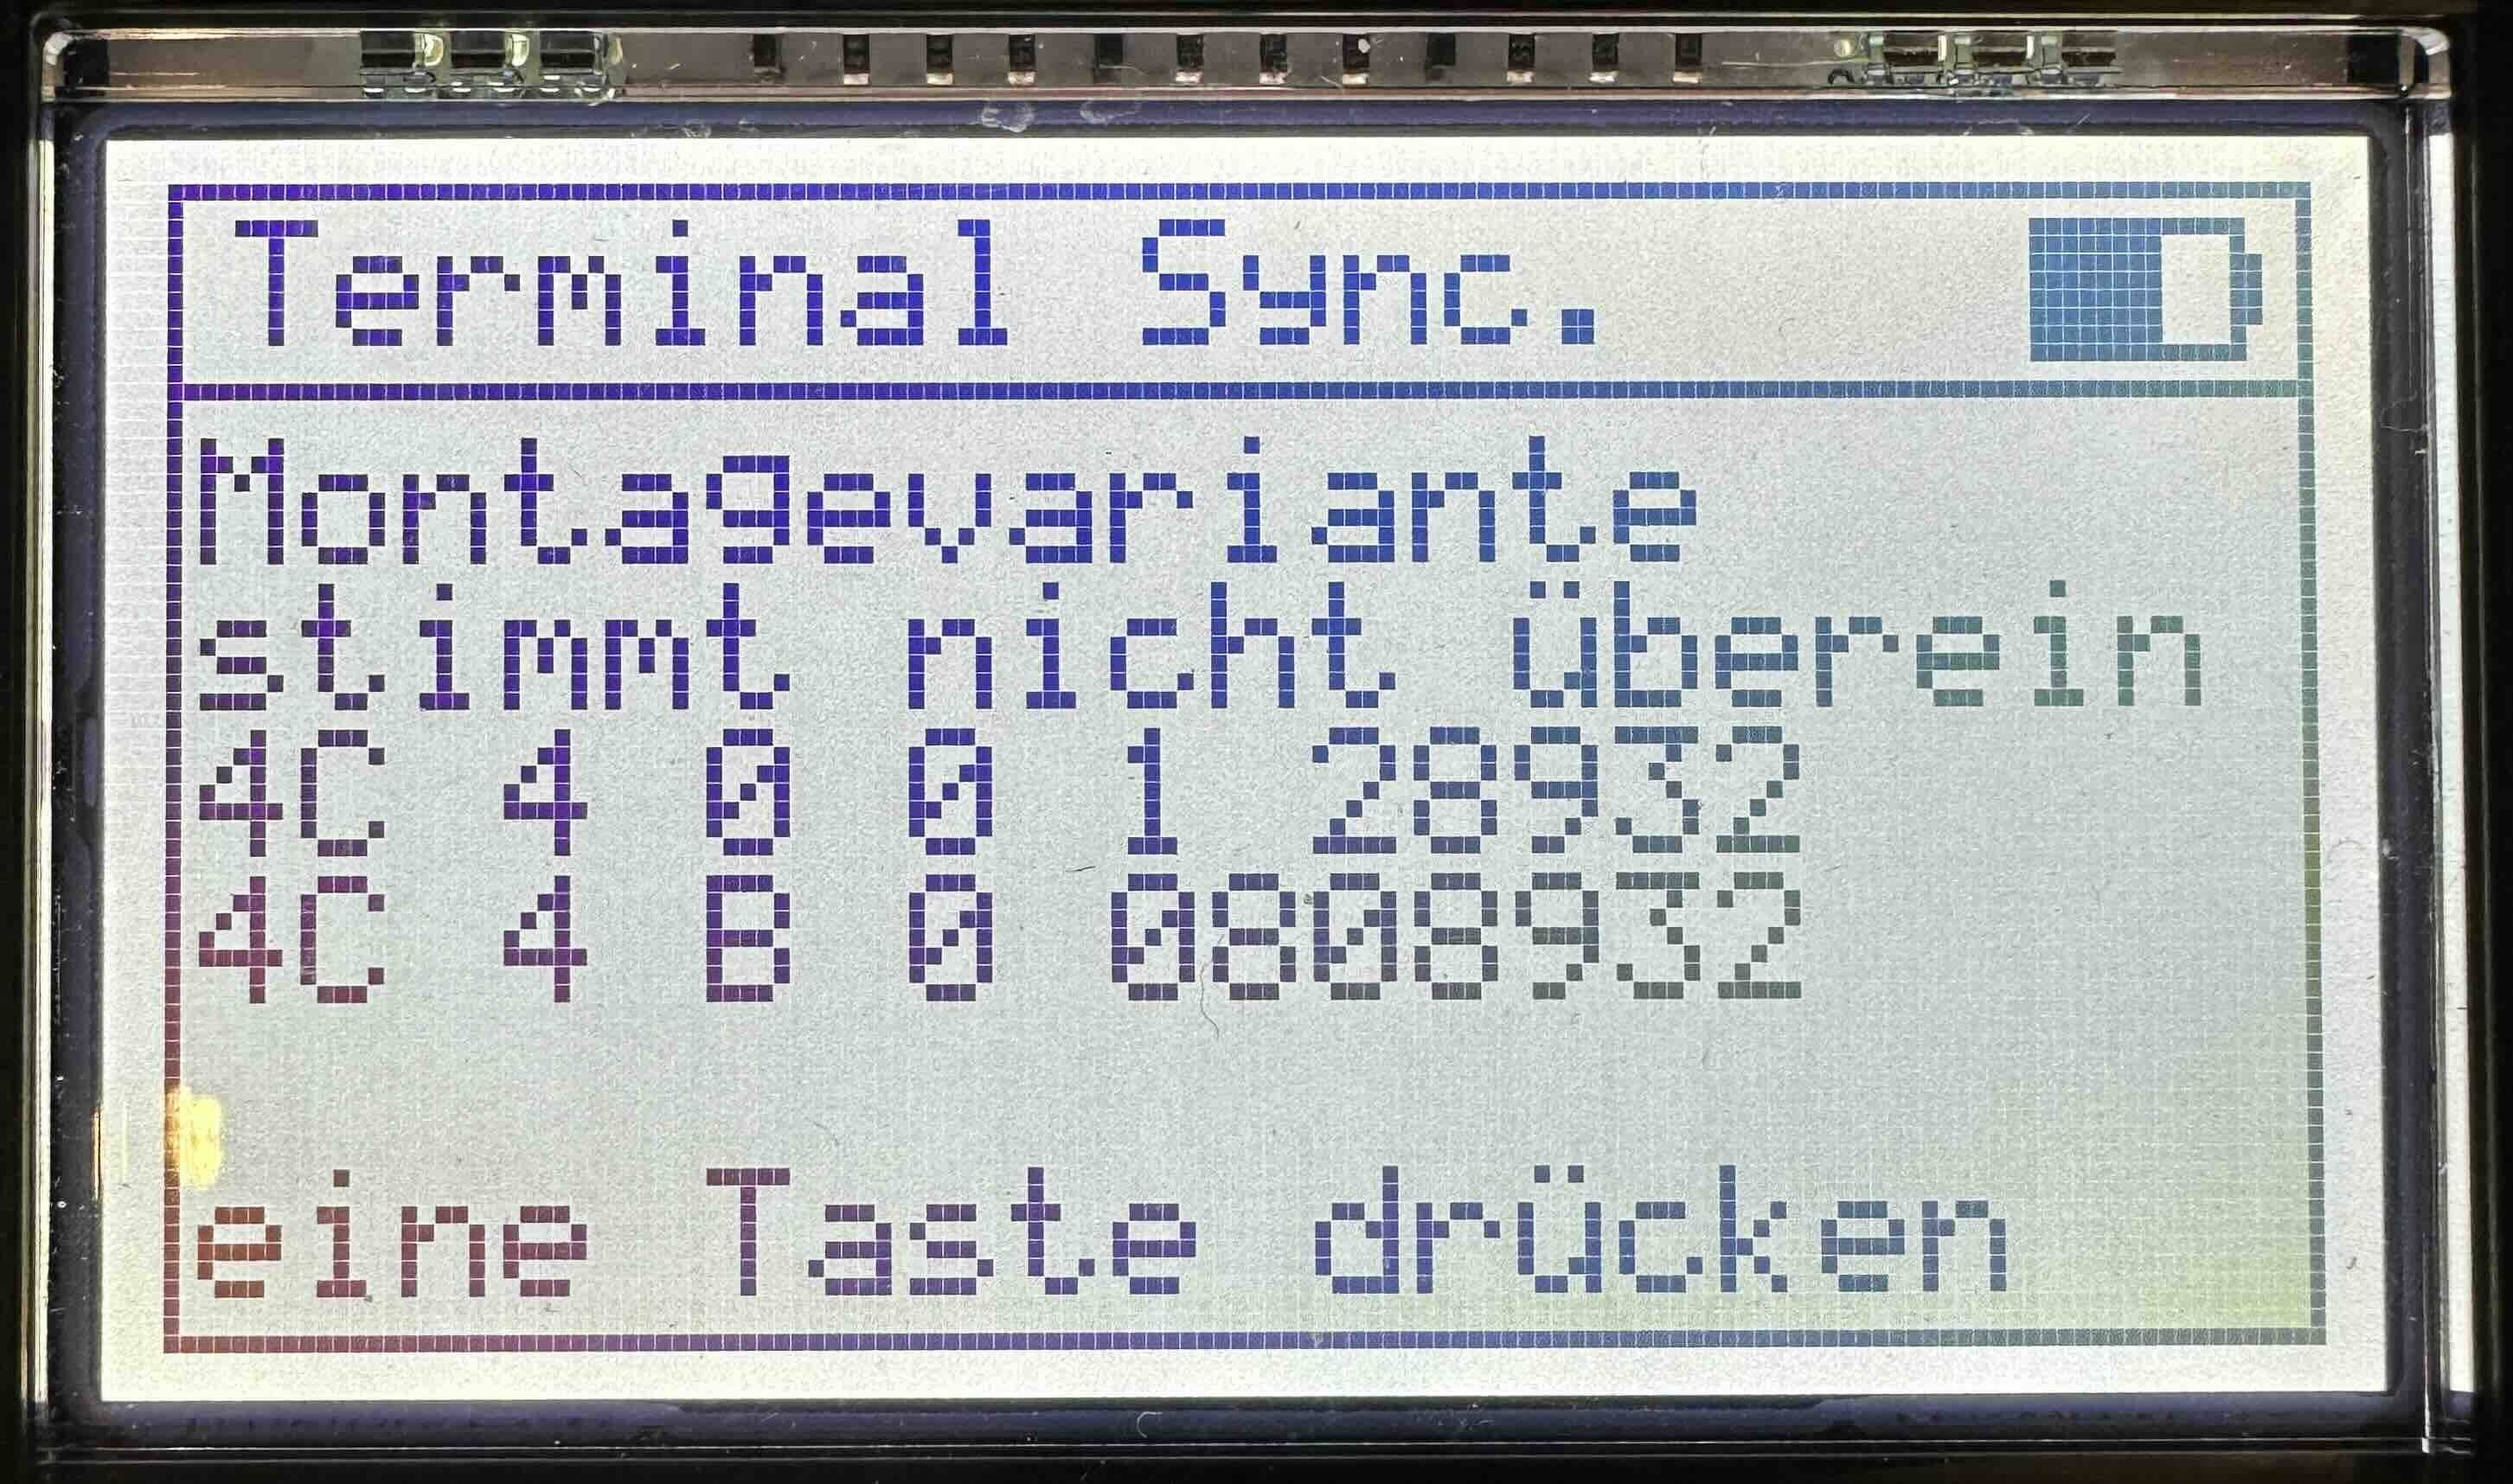 Terminal Sync.
Montagevariante
stimmt nicht überein
4C 4 0 0 1 28932
4C 4 B 0 0808932
eine Taste drücken